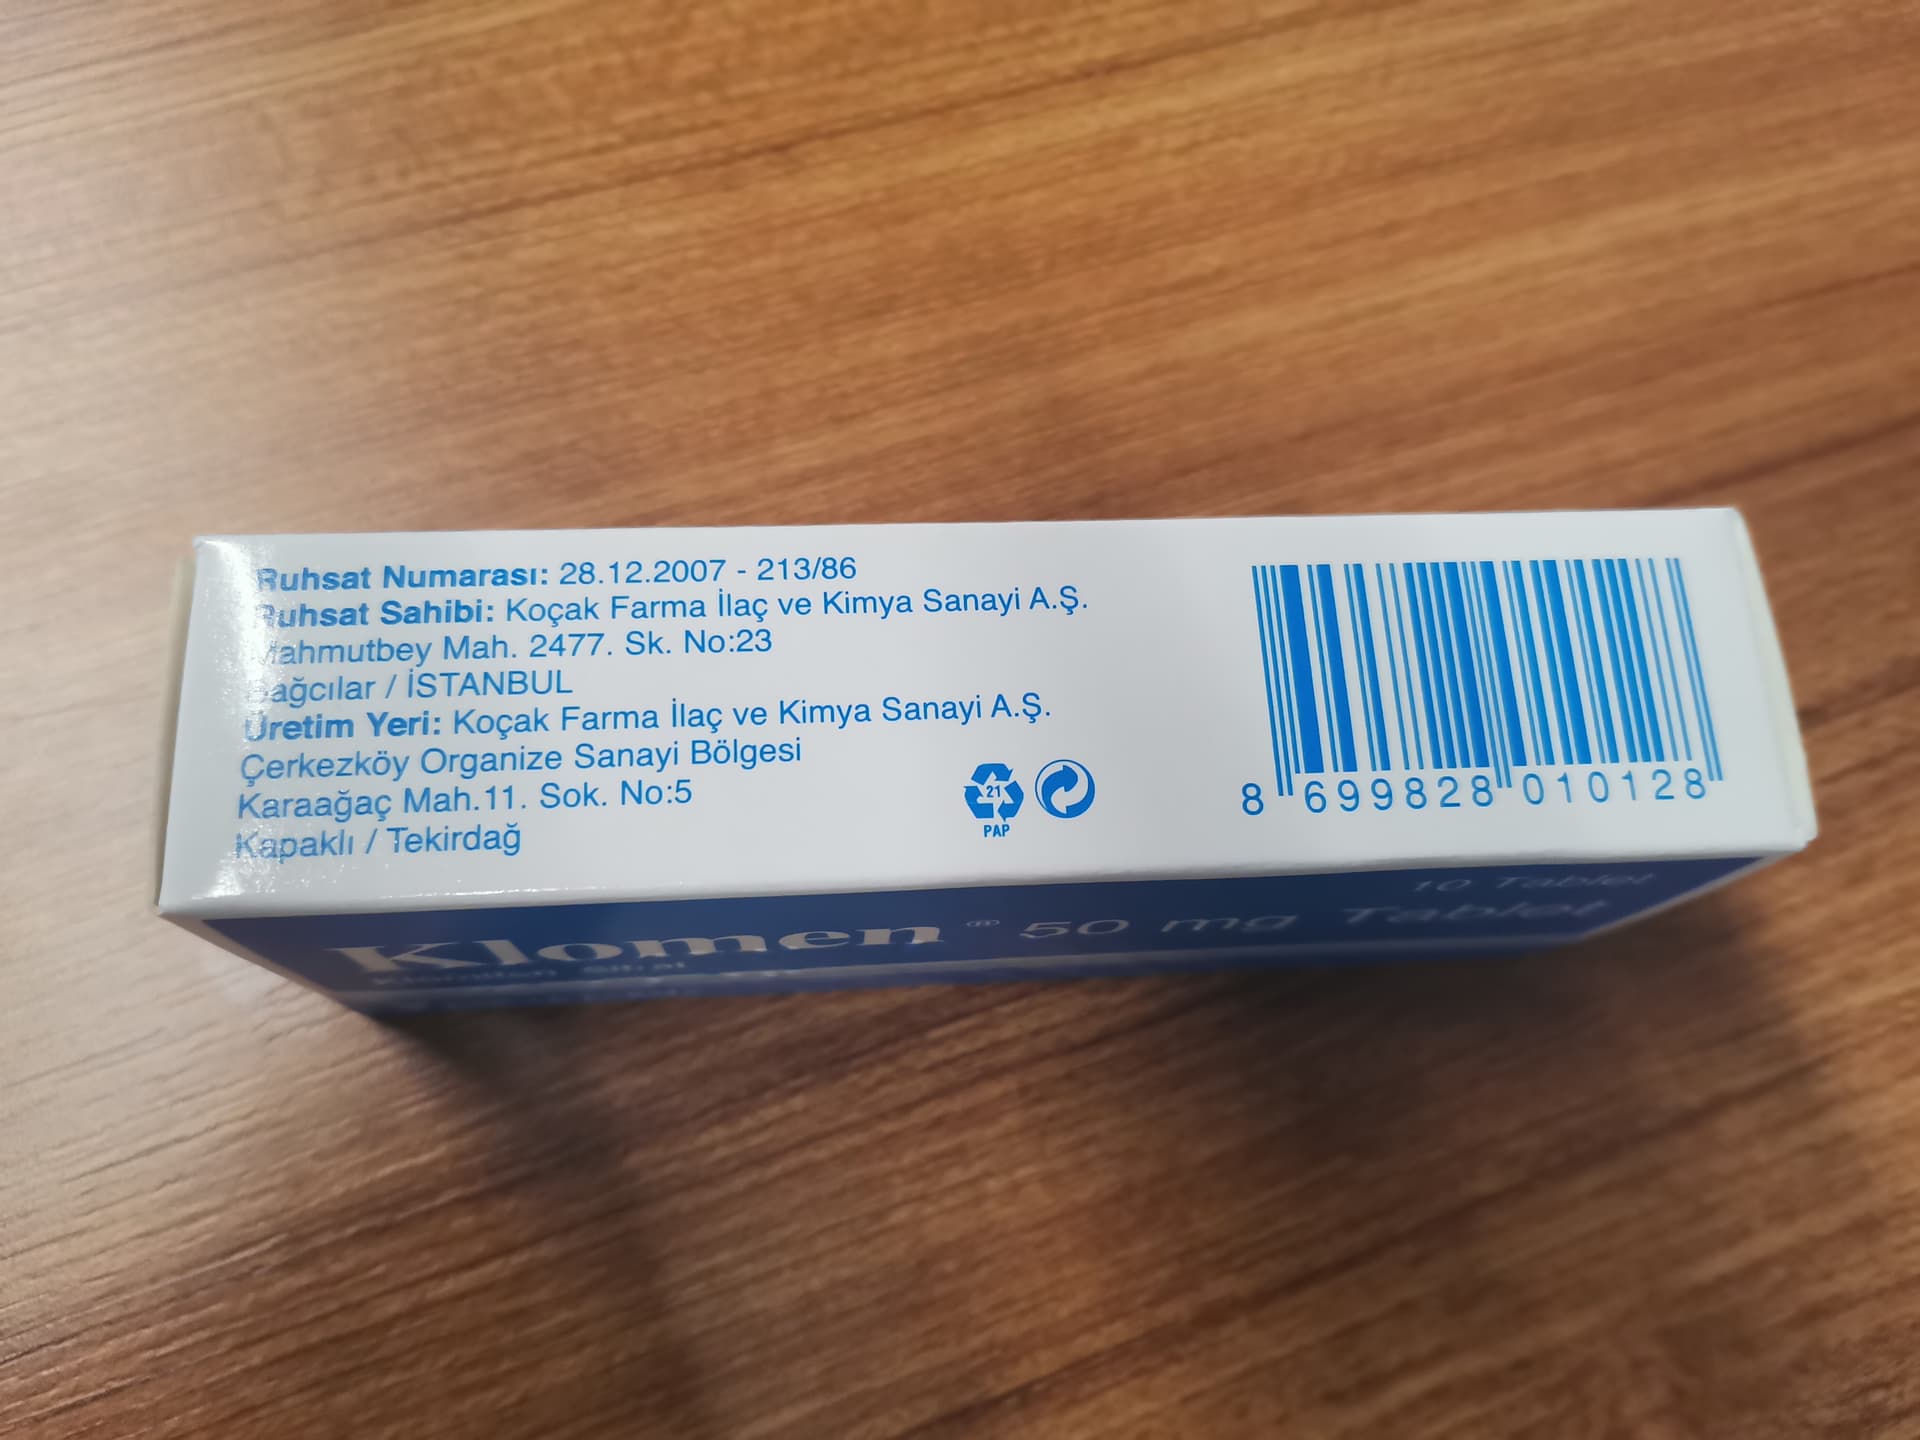 Ruhsat Numarası: 28.12.2007 - 213/86
Ruhsat Sahibi: Koçak Farma İlaç ve Kimya Sanayi A.Ş.
Mahmutbey Mah. 2477. Sk. No:23
Bağcılar / İSTANBUL
Üretim Yeri: Koçak Farma İlaç ve Kimya Sanayi A.Ş.
Çerkezköy Organize Sanayi Bölgesi
Karaağaç Mah.11. Sok. No:5
Kapaklı / Tekirdağ
21
PAP
8 699828 010128
10 Tablet
Klomen® 50 mg Tablet